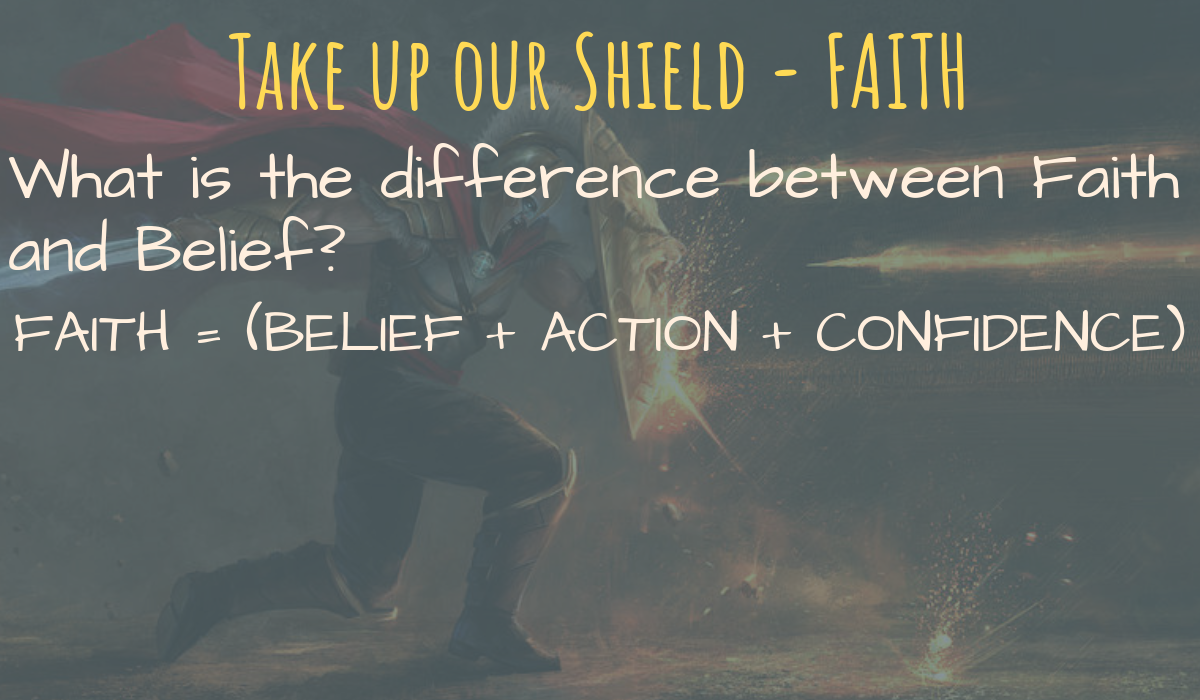 Take up our Shield - FAITH
What is the difference between Faith
and Belief?
FAITH = (BELIEF + ACTION + CONFIDENCE)